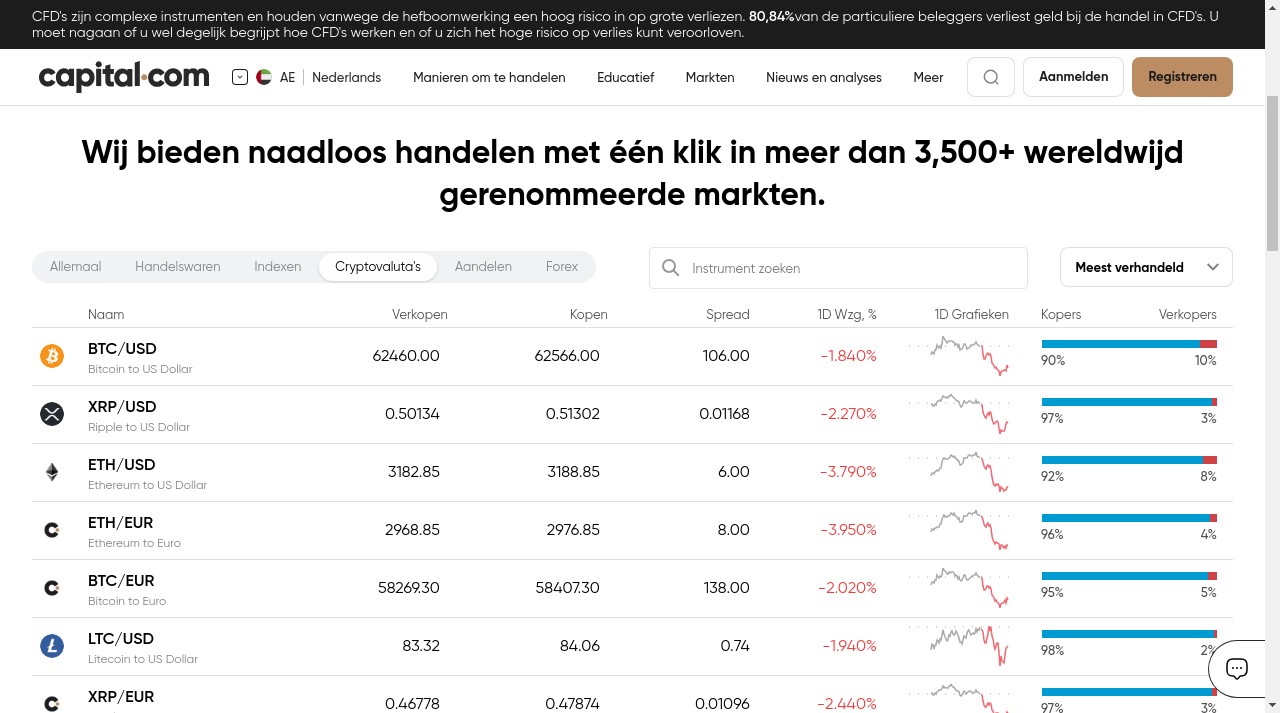 CFD's zijn complexe instrumenten en houden vanwege de hefboomwerking een hoog risico in op grote verliezen. 80,84%van de particuliere beleggers verliest geld bij de handel in CFD's. U
moet nagaan of u wel degelijk begrijpt hoe CFD's werken en of u zich het hoge risico op verlies kunt veroorloven.
capital.com AE Nederlands Manieren om te handelen Educatief Markten Nieuws en analyses Meer Aanmelden Registreren
Wij bieden naadloos handelen met één klik in meer dan 3,500+ wereldwijd
gerenommeerde markten.
Allemaal Handelswaren Indexen Cryptovaluta's Aandelen Forex Instrument zoeken Meest verhandeld
Naam Verkopen Kopen Spread 1D Wzg, % 1D Grafieken Kopers Verkopers
BTC/USD 62460.00 62566.00 106.00 -1.840%
Bitcoin to US Dollar 90% 10%
XRP/USD 0.50134 0.51302 0.01168 -2.270%
Ripple to US Dollar 97% 3%
ETH/USD 3182.85 3188.85 6.00 -3.790%
Ethereum to US Dollar 92% 8%
ETH/EUR 2968.85 2976.85 8.00 -3.950%
Ethereum to Euro 96% 4%
BTC/EUR 58269.30 58407.30 138.00 -2.020%
Bitcoin to Euro 95% 5%
LTC/USD 83.32 84.06 0.74 -1.940%
Litecoin to US Dollar 98% 2%
XRP/EUR 0.46778 0.47874 0.01096 -2.440%
97% 3%